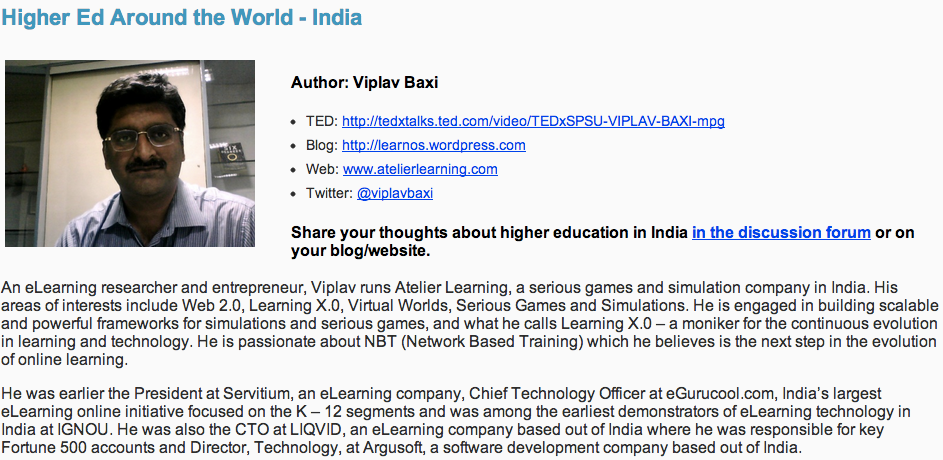 Higher Ed Around the World - India
Author: Viplav Baxi
• TED: http://tedxtalks.ted.com/video/TEDxSPSU-VIPLAV-BAXI-mpg
• Blog: http://learnos.wordpress.com
• Web: www.atelierlearning.com
• Twitter: @viplavbaxi
Share your thoughts about higher education in India in the discussion forum or on
your blog/website.
An eLearning researcher and entrepreneur, Viplav runs Atelier Learning, a serious games and simulation company in India. His
areas of interests include Web 2.0, Learning X.0, Virtual Worlds, Serious Games and Simulations. He is engaged in building scalable
and powerful frameworks for simulations and serious games, and what he calls Learning X.0 – a moniker for the continuous evolution
in learning and technology. He is passionate about NBT (Network Based Training) which he believes is the next step in the evolution
of online learning.
He was earlier the President at Servitium, an eLearning company, Chief Technology Officer at eGurucool.com, India’s largest
eLearning online initiative focused on the K – 12 segments and was among the earliest demonstrators of eLearning technology in
India at IGNOU. He was also the CTO at LIQVID, an eLearning company based out of India where he was responsible for key
Fortune 500 accounts and Director, Technology, at Argusoft, a software development company based out of India.